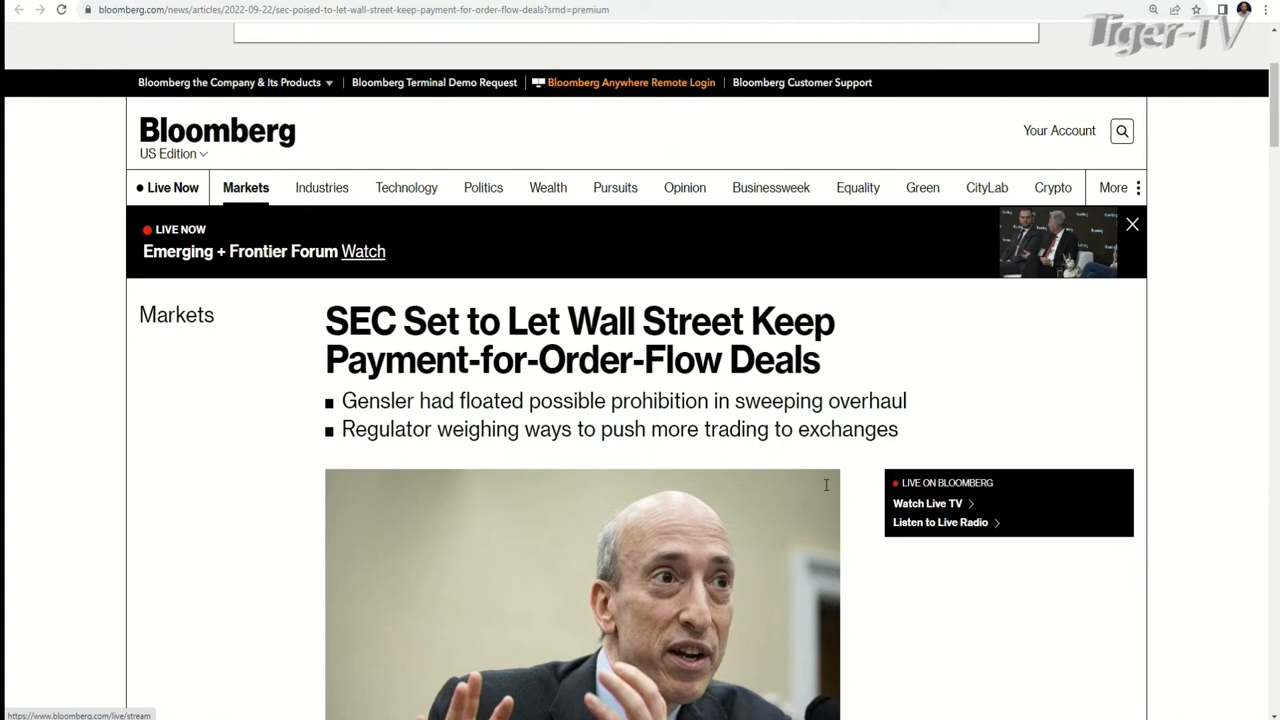 bloomberg.com/news/articles/2022-09-22/sec-poised-to-let-wall-street-keep-payment-for-order-flow-deals?srnd=premium
Tiger-TV
Bloomberg the Company & Its Products
Bloomberg Terminal Demo Request
Bloomberg Anywhere Remote Login
Bloomberg Customer Support
Bloomberg
Your Account
US Edition
Live Now
Markets
Industries
Technology
Politics
Wealth
Pursuits
Opinion
Businessweek
Equality
Green
CityLab
Crypto
More
LIVE NOW
Emerging + Frontier Forum Watch
Markets
SEC Set to Let Wall Street Keep
Payment-for-Order-Flow Deals
Gensler had floated possible prohibition in sweeping overhaul
Regulator weighing ways to push more trading to exchanges
LIVE ON BLOOMBERG
Watch Live TV
Listen to Live Radio
https://www.bloomberg.com/live/stream